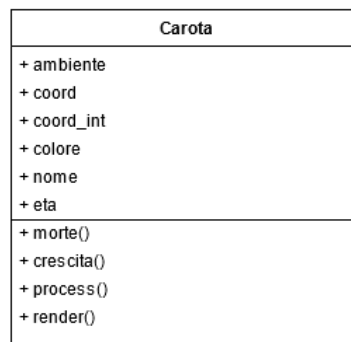 Carota
+ ambiente
+ coord
+ coord_int
+ colore
+ nome
+ eta
+ morte()
+ crescita()
+ process()
+ render()